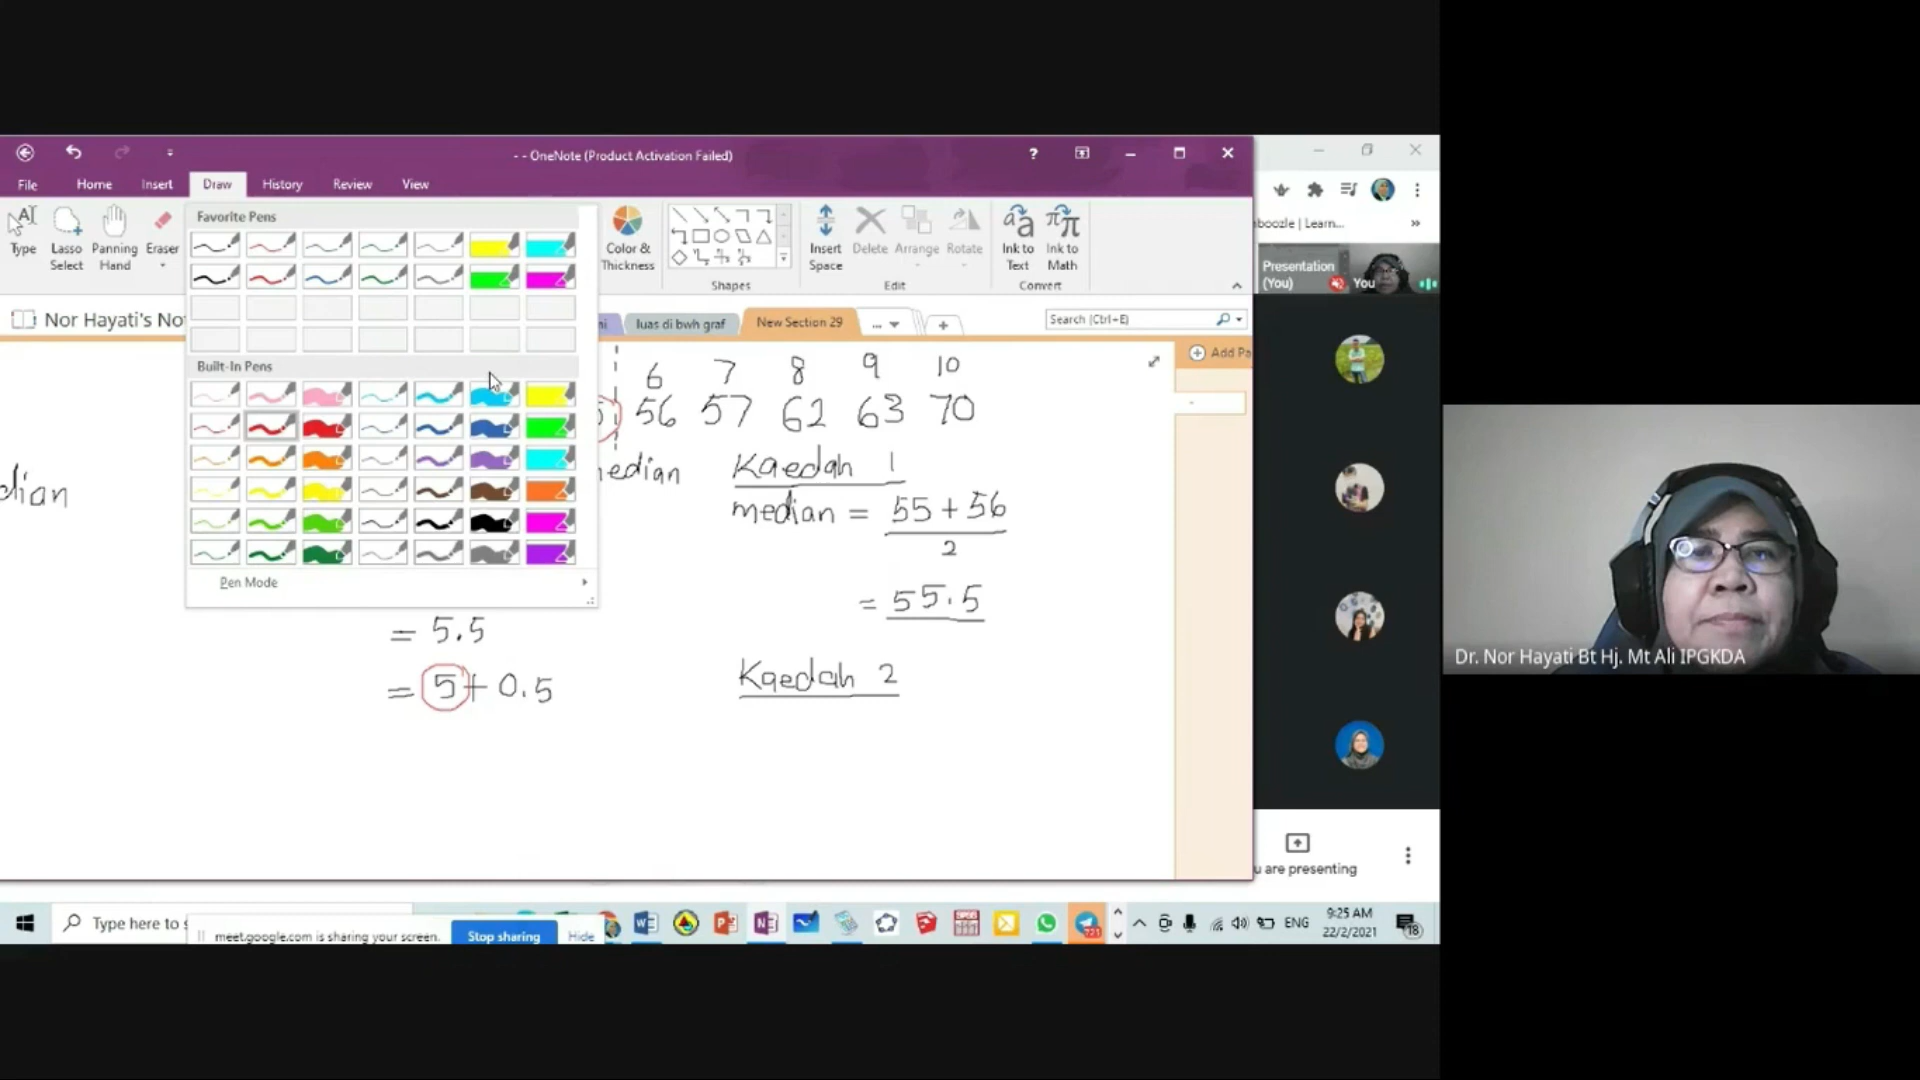 - - OneNote (Product Activation Failed)
?
File Home Insert Draw History Review View
Favorite Pens
Type
Lasso Select
Panning Hand
Eraser
Color & Thickness
Insert Space
Delete
Arrange
Rotate
Ink to Text
Ink to Math
Shapes
Edit
Convert
Nor Hayati's No
ni
luas di bwh graf
New Section 29
...
+
Search (Ctrl+E)
Add Pa
Built-In Pens
Pen Mode
6 7 8 9 10
56 57 62 63 70
dian
edian
Kaedah 1
median = 55 + 56
2
= 55.5
= 5.5
= 5 + 0.5
Kaedah 2
boozle | Learn...
»
Presentation (You)
You
u are presenting
Dr. Nor Hayati Bt Hj. Mt Ali IPGKDA
Type here to s
meet.google.com is sharing your screen.
Stop sharing
Hide
721
ENG
9:25 AM
22/2/2021
18